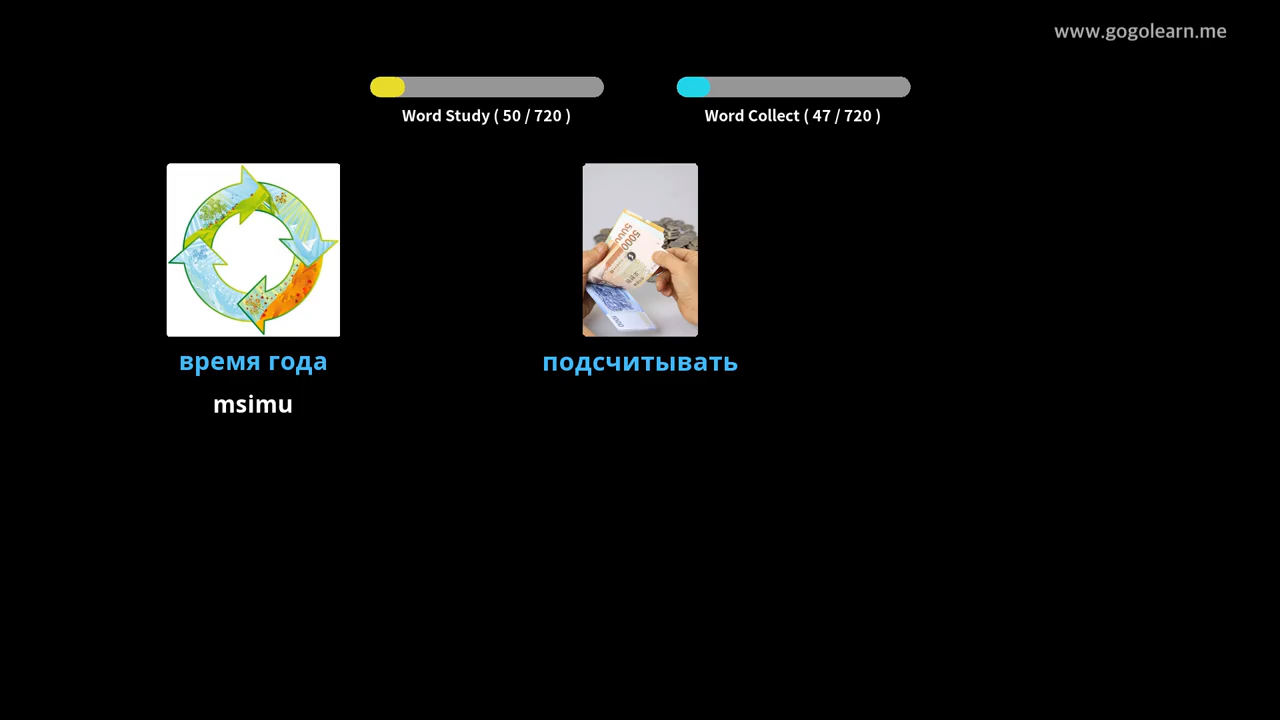 www.gogolearn.me
Word Study ( 50 / 720 )
Word Collect ( 47 / 720 )
время года
подсчитывать
msimu